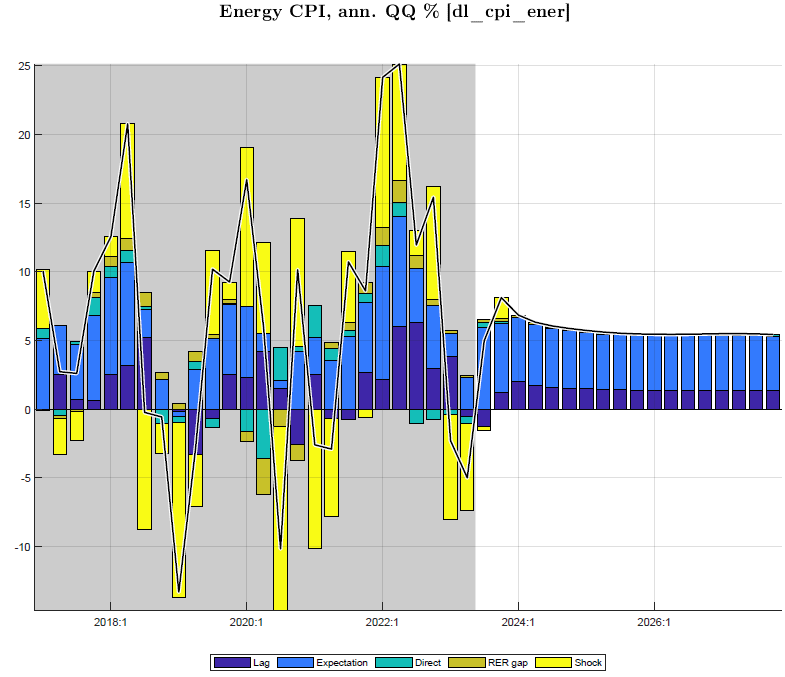 Energy CPI, ann. QQ % [dl_cpi_ener]
25
20
15
10
5
0
-5
-10
2018:1 2020:1 2022:1 2024:1 2026:1
Lag Expectation Direct RER gap Shock